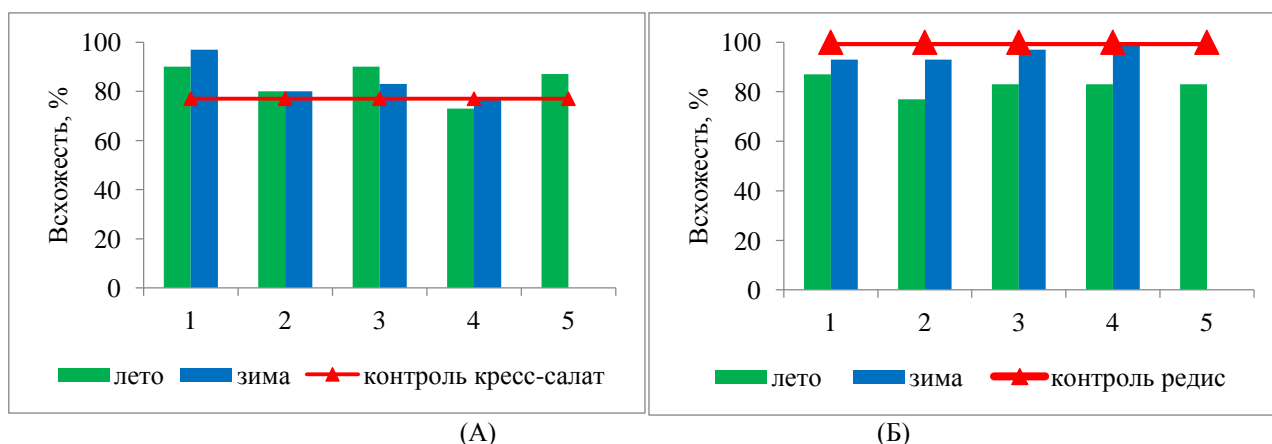 Всхожесть, %
100
80
60
40
20
0
1 2 3 4 5
лето зима контроль кресс-салат
(А)
Всхожесть, %
100
80
60
40
20
0
1 2 3 4 5
лето зима контроль редис
(Б)